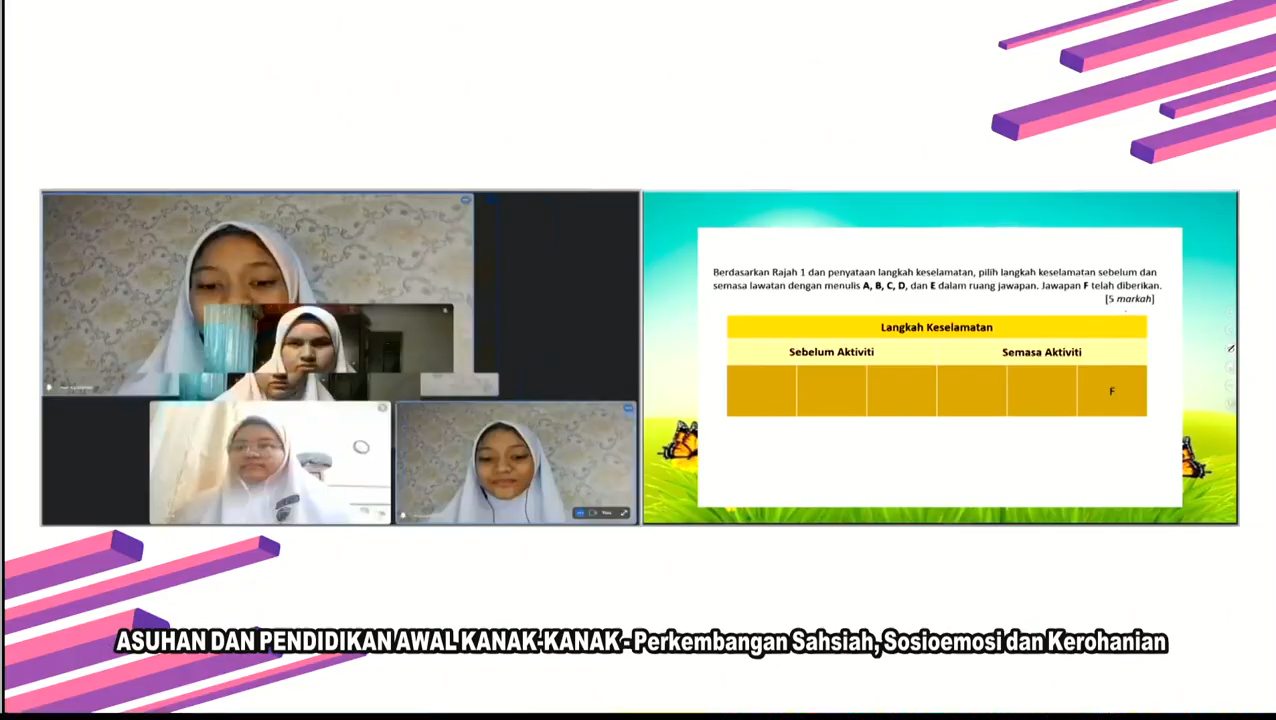 Berdasarkan Rajah 1 dan penyataan langkah keselamatan, pilih langkah keselamatan sebelum dan
semasa lawatan dengan menulis A, B, C, D, dan E dalam ruang jawapan. Jawapan F telah diberikan.
[5 markah]
Langkah Keselamatan
Sebelum Aktiviti
Semasa Aktiviti
F
You
ASUHAN DAN PENDIDIKAN AWAL KANAK-KANAK - Perkembangan Sahsiah, Sosioemosi dan Kerohanian